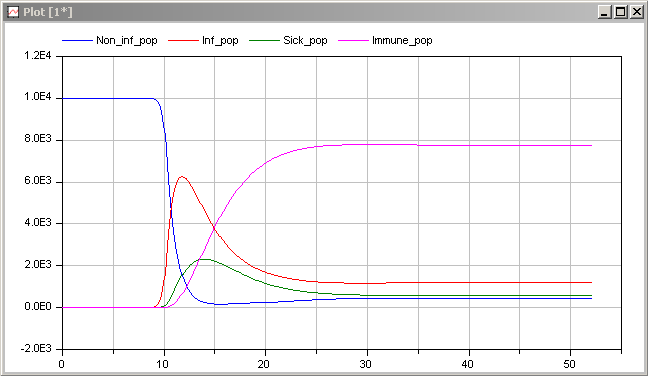 Plot [1*]
Non_inf_pop Inf_pop Sick_pop Immune_pop
1.2E4
1.0E4
8.0E3
6.0E3
4.0E3
2.0E3
0.0E0
-2.0E3
0 10 20 30 40 50